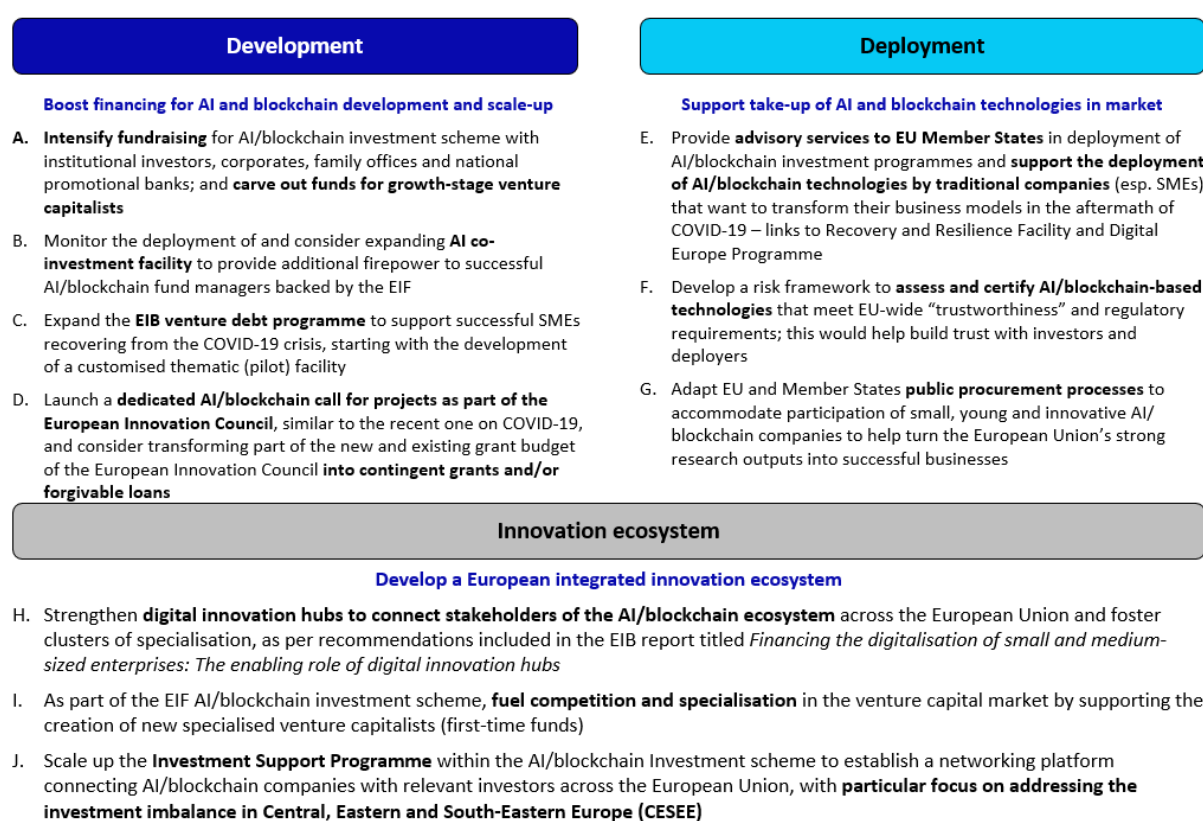 Development
Boost financing for AI and blockchain development and scale-up
A. Intensify fundraising for AI/blockchain investment scheme with
institutional investors, corporates, family offices and national
promotional banks; and carve out funds for growth-stage venture
capitalists
B. Monitor the deployment of and consider expanding AI co-
investment facility to provide additional firepower to successful
AI/blockchain fund managers backed by the EIF
C. Expand the EIB venture debt programme to support successful SMEs
recovering from the COVID-19 crisis, starting with the development
of a customised thematic (pilot) facility
D. Launch a dedicated AI/blockchain call for projects as part of the
European Innovation Council, similar to the recent one on COVID-19,
and consider transforming part of the new and existing grant budget
of the European Innovation Council into contingent grants and/or
forgivable loans
Deployment
Support take-up of AI and blockchain technologies in market
E. Provide advisory services to EU Member States in deployment of
AI/blockchain investment programmes and support the deployment
of AI/blockchain technologies by traditional companies (esp. SMEs)
that want to transform their business models in the aftermath of
COVID-19 – links to Recovery and Resilience Facility and Digital
Europe Programme
F. Develop a risk framework to assess and certify AI/blockchain-based
technologies that meet EU-wide “trustworthiness” and regulatory
requirements; this would help build trust with investors and
deployers
G. Adapt EU and Member States public procurement processes to
accommodate participation of small, young and innovative AI/
blockchain companies to help turn the European Union’s strong
research outputs into successful businesses
Innovation ecosystem
Develop a European integrated innovation ecosystem
H. Strengthen digital innovation hubs to connect stakeholders of the AI/blockchain ecosystem across the European Union and foster
clusters of specialisation, as per recommendations included in the EIB report titled Financing the digitalisation of small and medium-
sized enterprises: The enabling role of digital innovation hubs
I. As part of the EIF AI/blockchain investment scheme, fuel competition and specialisation in the venture capital market by supporting the
creation of new specialised venture capitalists (first-time funds)
J. Scale up the Investment Support Programme within the AI/blockchain Investment scheme to establish a networking platform
connecting AI/blockchain companies with relevant investors across the European Union, with particular focus on addressing the
investment imbalance in Central, Eastern and South-Eastern Europe (CESEE)